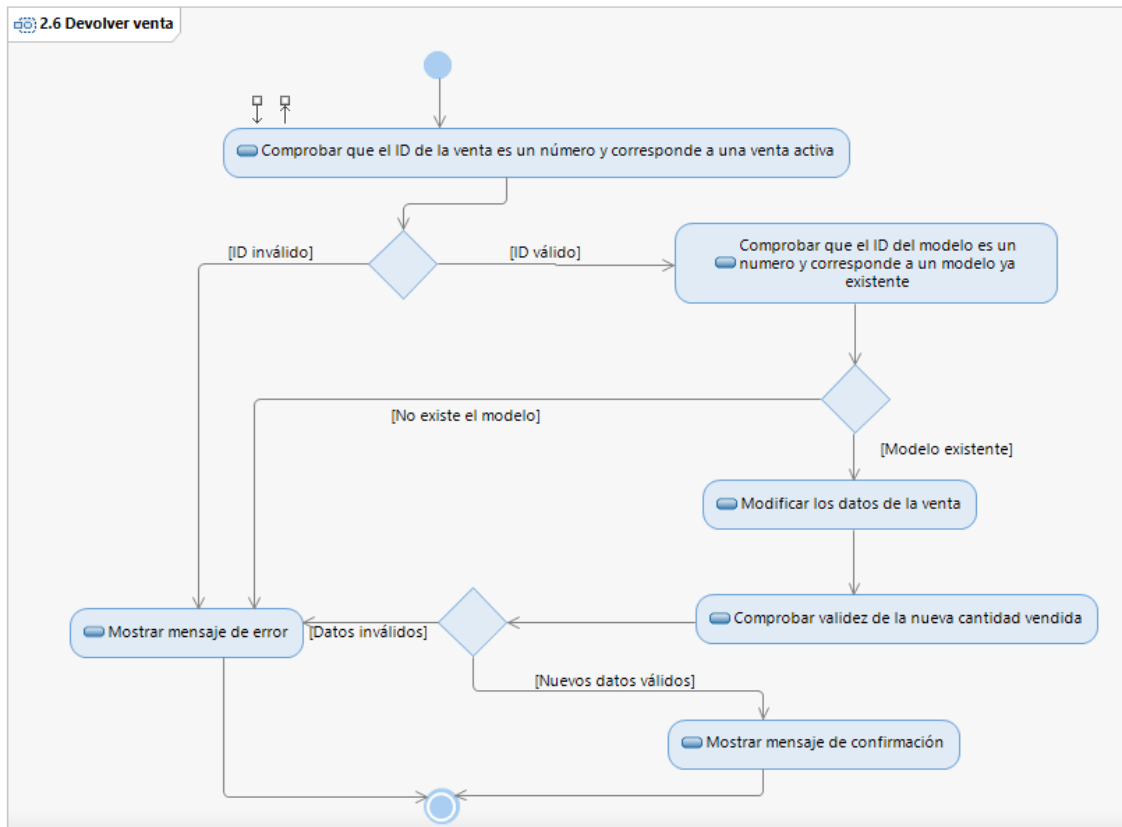 2.6 Devolver venta
Comprobar que el ID de la venta es un número y corresponde a una venta activa
[ID inválido]
[ID válido]
Comprobar que el ID del modelo es un
numero y corresponde a un modelo ya
existente
[No existe el modelo]
[Modelo existente]
Modificar los datos de la venta
Comprobar validez de la nueva cantidad vendida
Mostrar mensaje de error
[Datos inválidos]
[Nuevos datos válidos]
Mostrar mensaje de confirmación